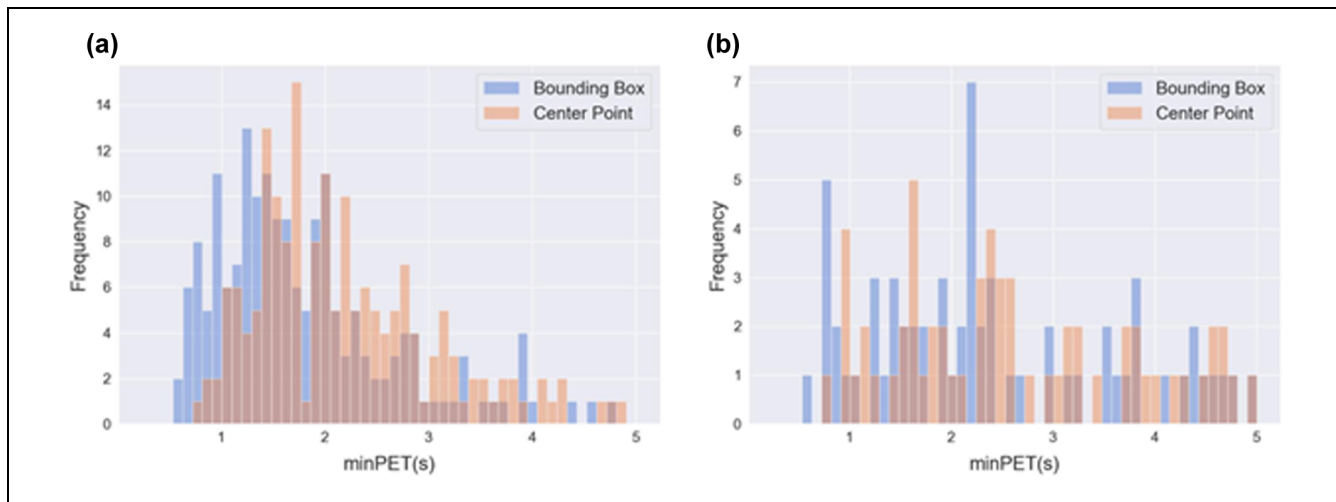 (a)
Bounding Box
Center Point
14
12
10
8
6
4
2
0
Frequency
1 2 3 4 5
minPET(s)
(b)
Bounding Box
Center Point
7
6
5
4
3
2
1
0
Frequency
1 2 3 4 5
minPET(s)